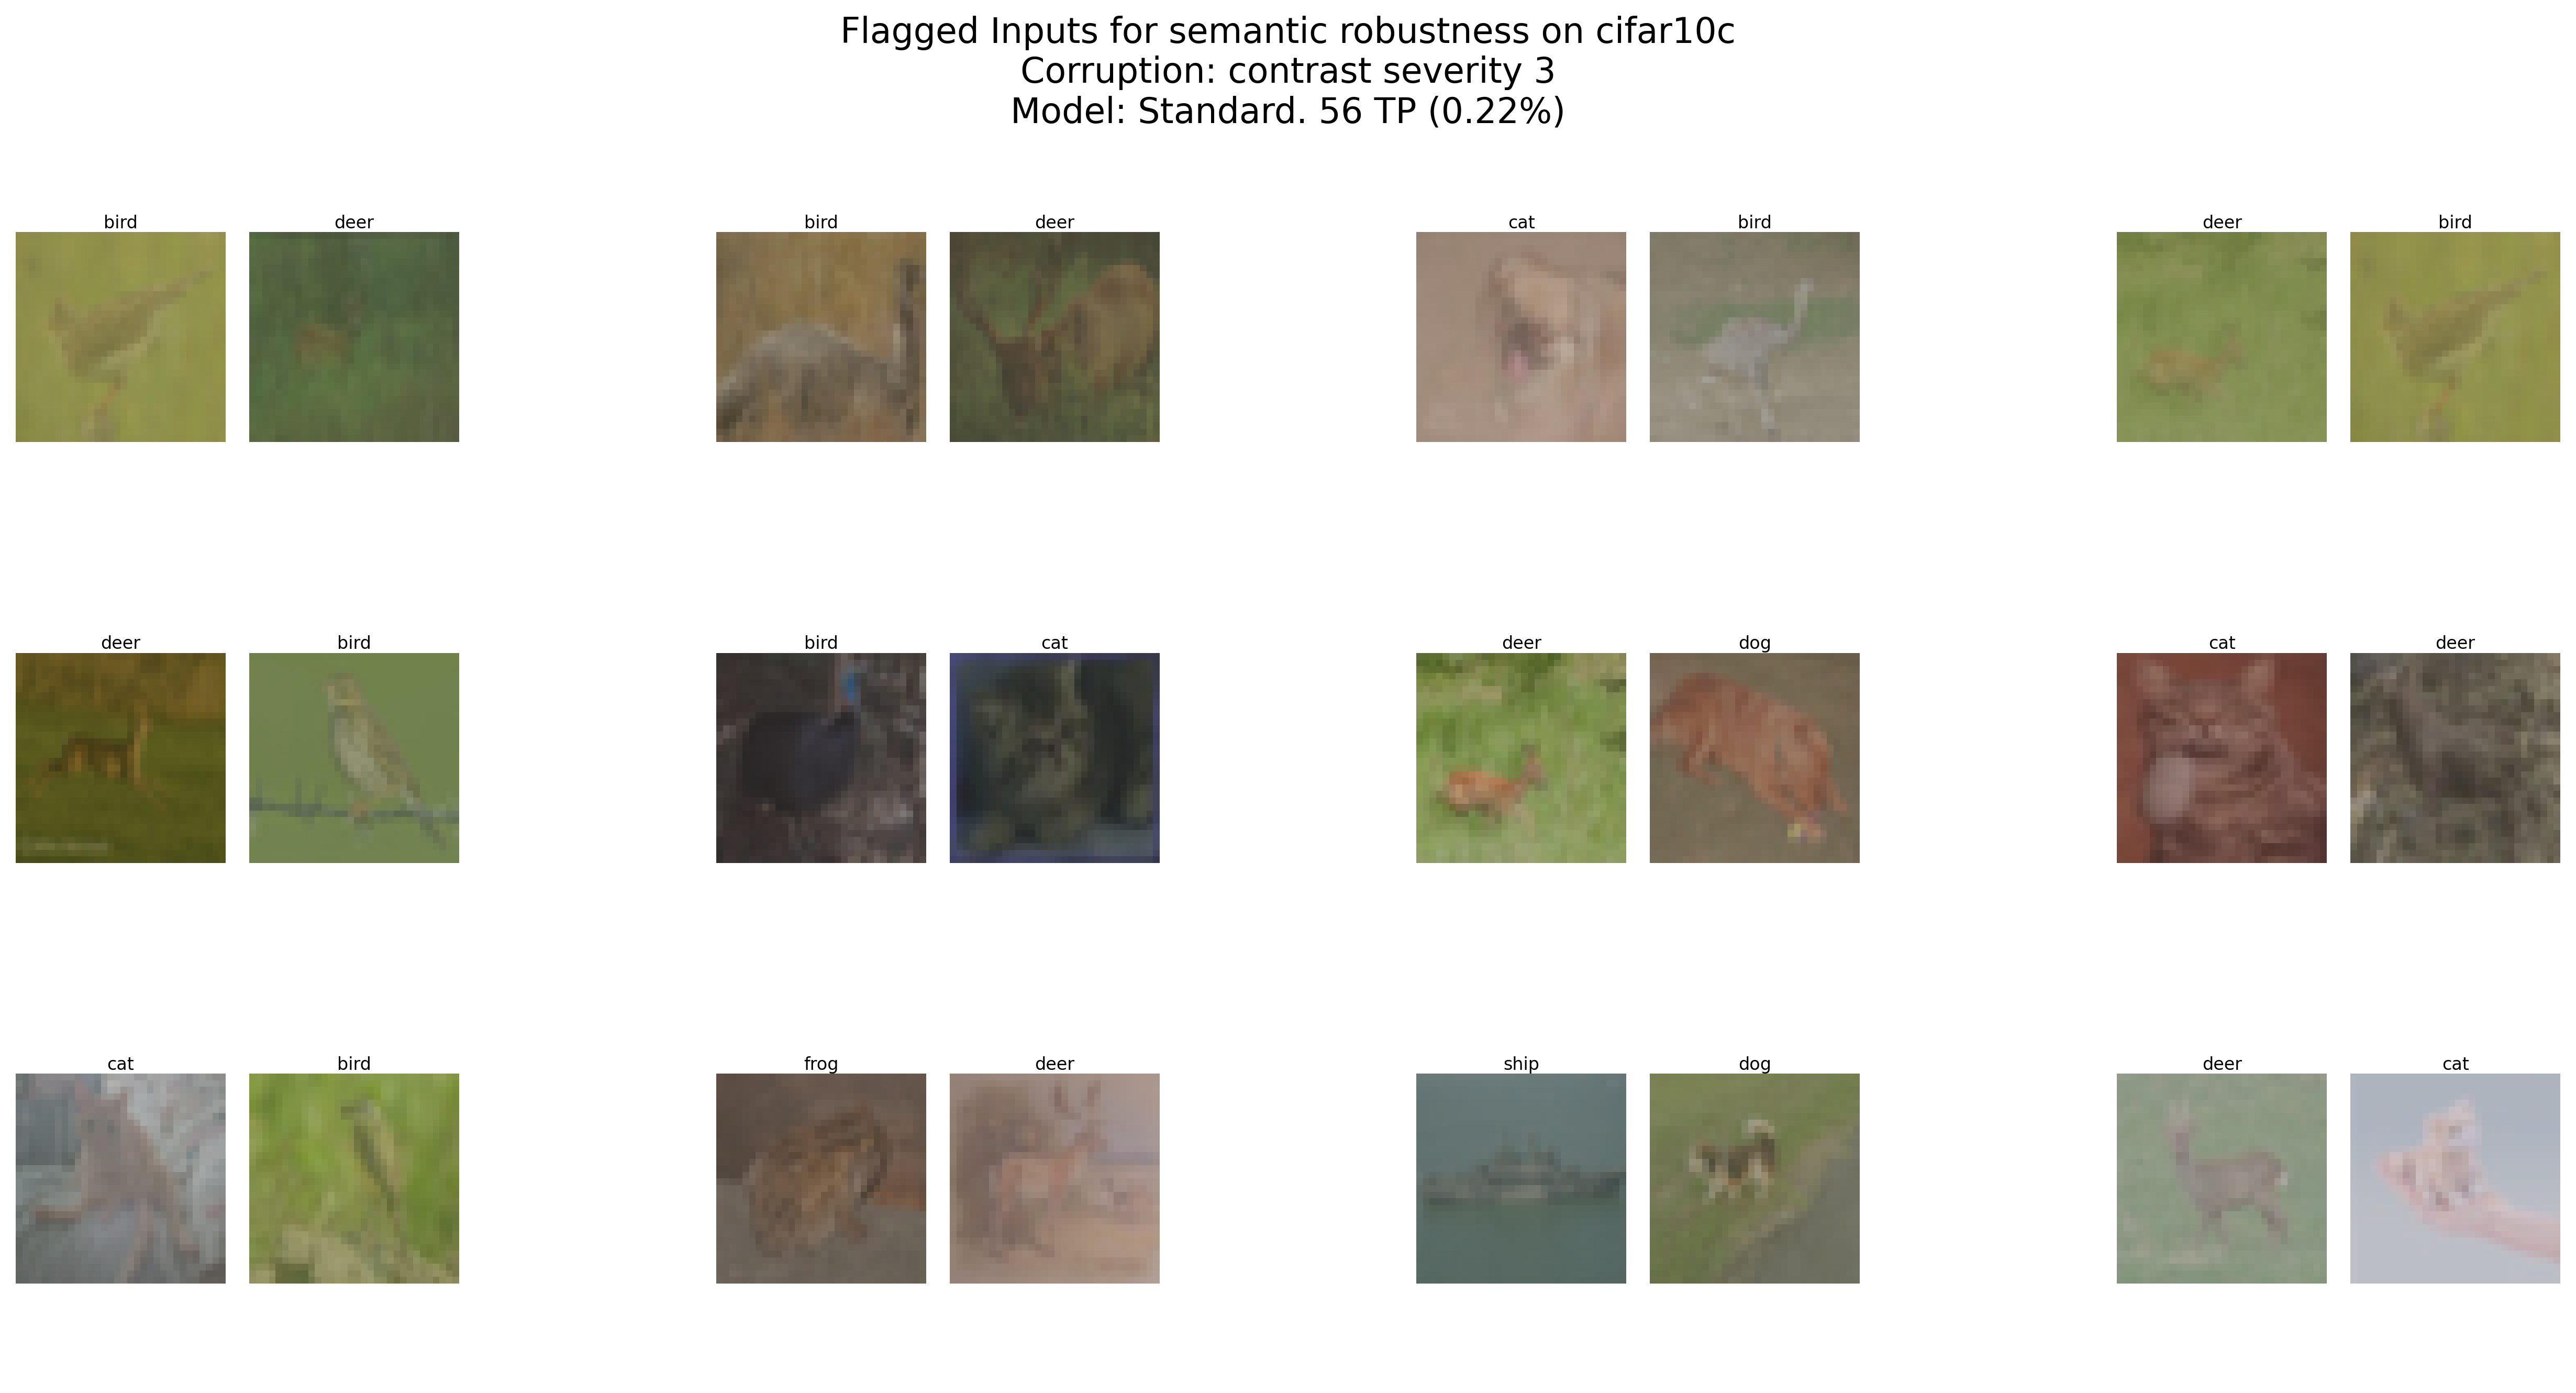 Flagged Inputs for semantic robustness on cifar10c
Corruption: contrast severity 3
Model: Standard. 56 TP (0.22%)
bird deer bird deer cat bird deer bird
deer bird bird cat deer dog cat deer
cat bird frog deer ship dog deer cat